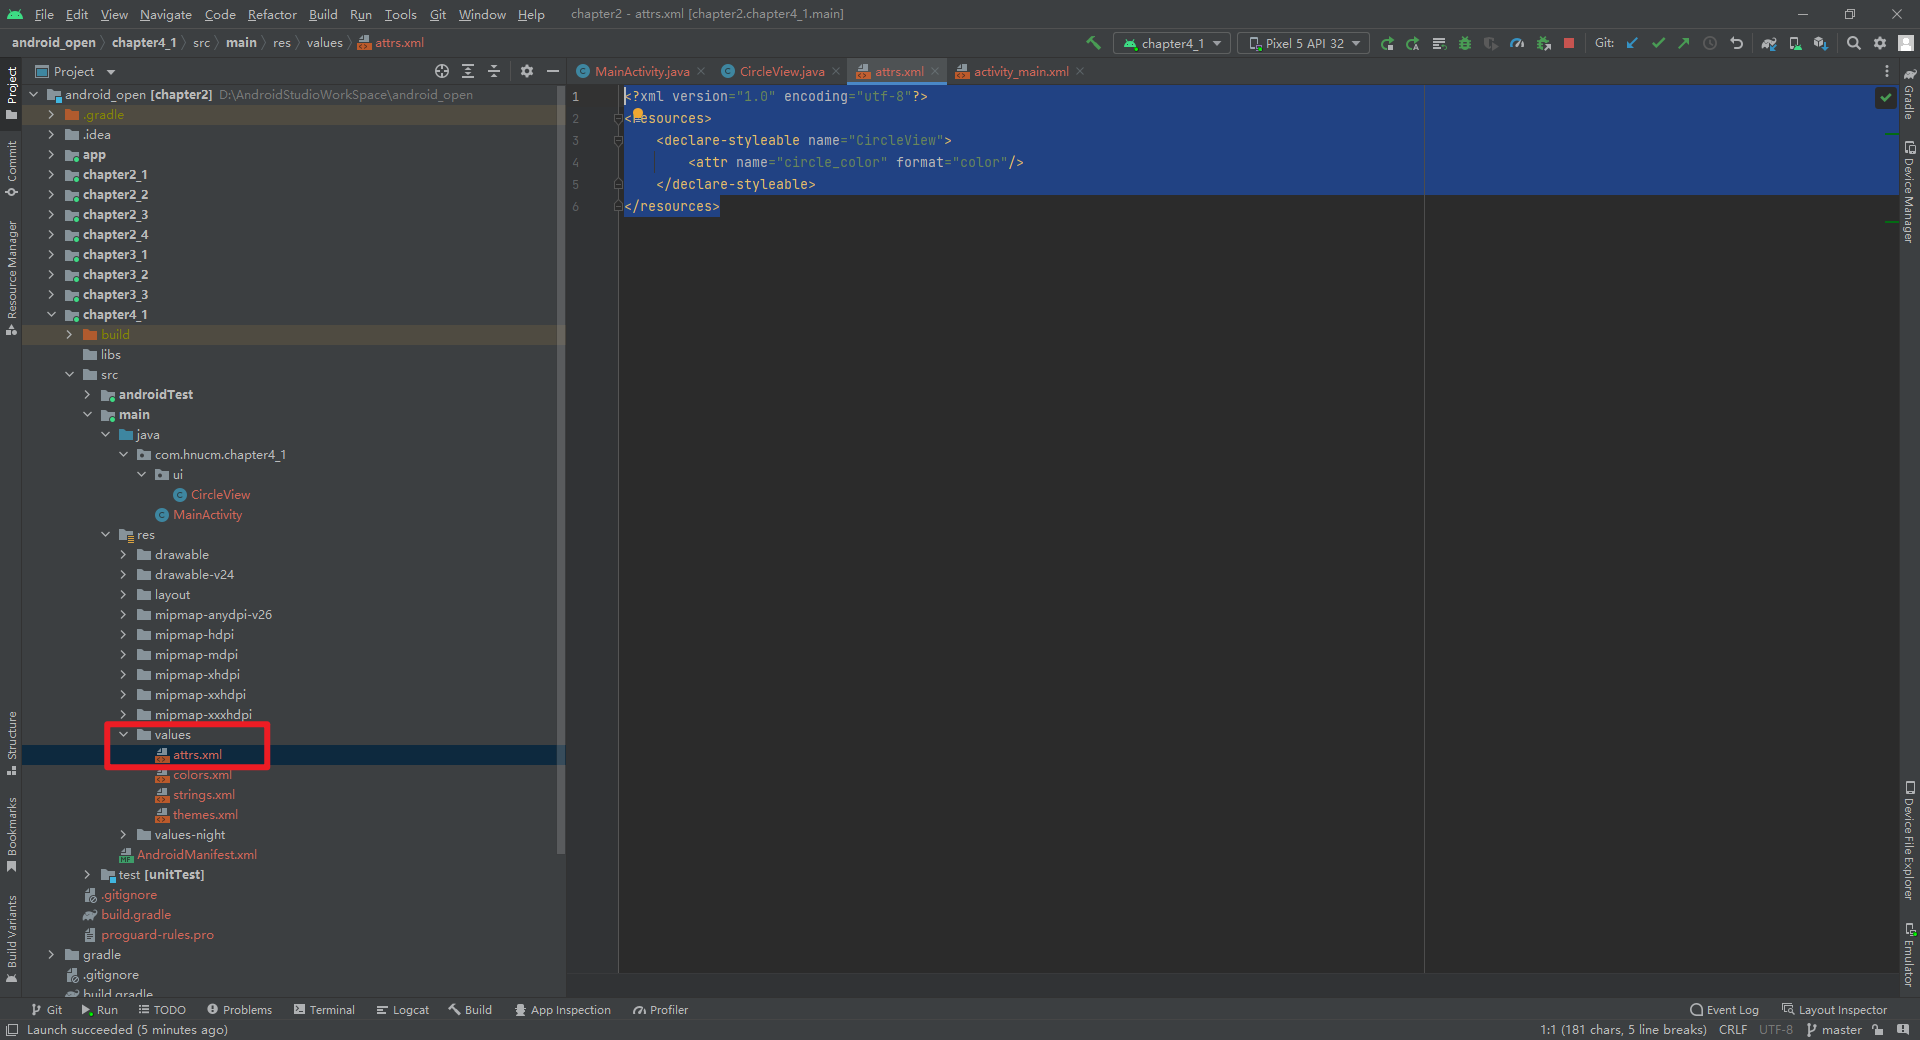 File Edit View Navigate Code Refactor Build Run Tools Git Window Help chapter2 - attrs.xml [chapter2.chapter4_1.main]
android_open chapter4_1 src main res values attrs.xml chapter4_1 Pixel 5 API 32 Git:
Project
MainActivity.java CircleView.java attrs.xml activity_main.xml
android_open [chapter2] D:\AndroidStudioWorkSpace\android_open
.gradle
.idea
app
chapter2_1
chapter2_2
chapter2_3
chapter2_4
chapter3_1
chapter3_2
chapter3_3
chapter4_1
build
libs
src
androidTest
main
java
com.hnucm.chapter4_1
ui
CircleView
MainActivity
res
drawable
drawable-v24
layout
mipmap-anydpi-v26
mipmap-hdpi
mipmap-mdpi
mipmap-xhdpi
mipmap-xxhdpi
mipmap-xxxhdpi
values
attrs.xml
colors.xml
strings.xml
themes.xml
values-night
AndroidManifest.xml
test [unitTest]
.gitignore
build.gradle
proguard-rules.pro
gradle
.gitignore
build.gradle
1 <?xml version="1.0" encoding="utf-8"?>
2 <resources>
3 <declare-styleable name="CircleView">
4 <attr name="circle_color" format="color"/>
5 </declare-styleable>
6 </resources>
Project
Commit
Resource Manager
Structure
Bookmarks
Build Variants
Gradle
Device Manager
Device File Explorer
Emulator
Git Run TODO Problems Terminal Logcat Build App Inspection Profiler Event Log Layout Inspector
Launch succeeded (5 minutes ago) 1:1 (181 chars, 5 line breaks) CRLF UTF-8 master